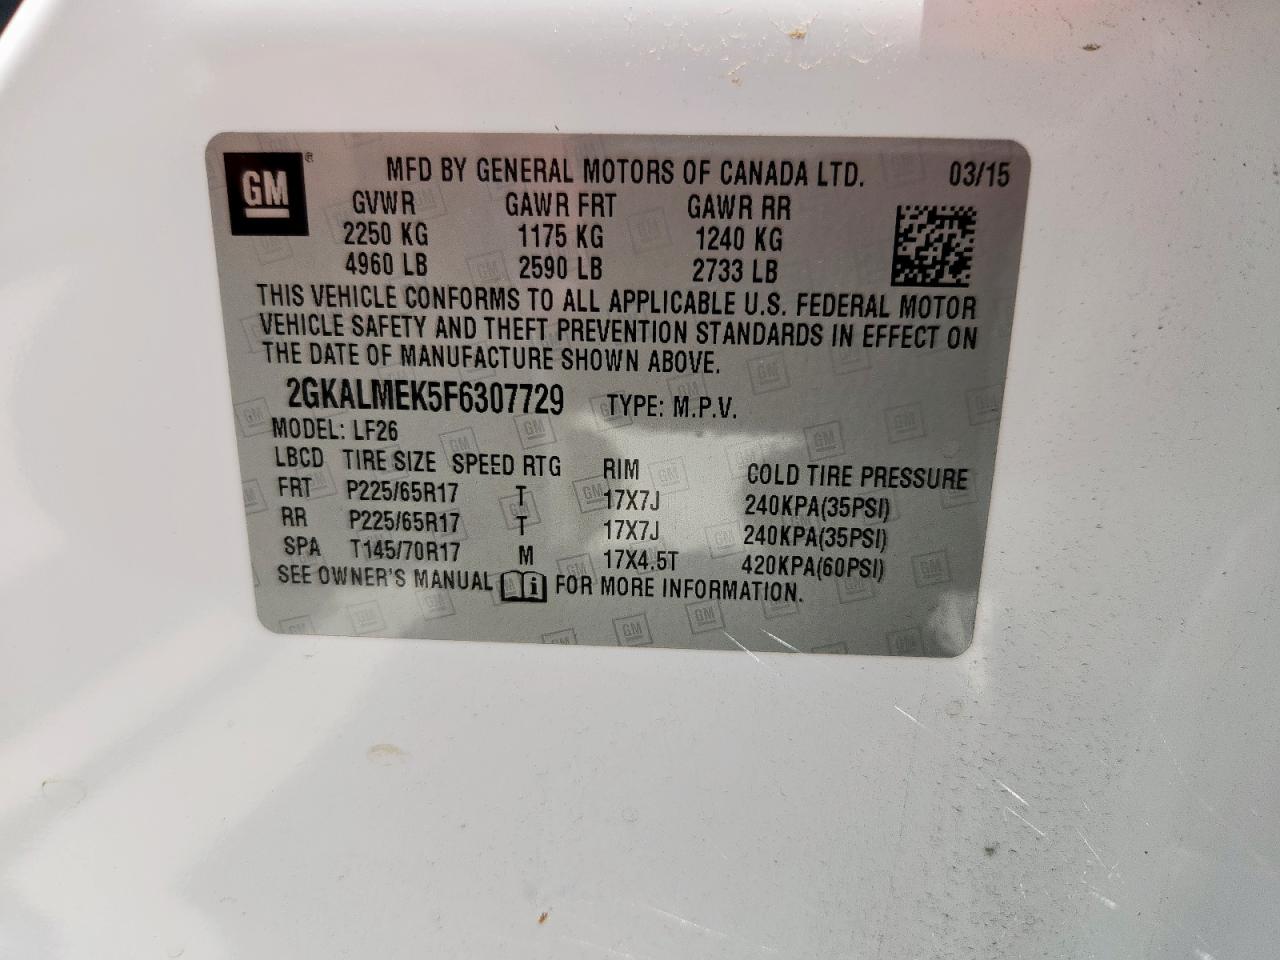 GM®
MFD BY GENERAL MOTORS OF CANADA LTD. 03/15
GVWR GAWR FRT GAWR RR
2250 KG 1175 KG 1240 KG
4960 LB 2590 LB 2733 LB
THIS VEHICLE CONFORMS TO ALL APPLICABLE U.S. FEDERAL MOTOR
VEHICLE SAFETY AND THEFT PREVENTION STANDARDS IN EFFECT ON
THE DATE OF MANUFACTURE SHOWN ABOVE.
2GKALMEK5F6307729 TYPE: M.P.V.
MODEL: LF26
LBCD TIRE SIZE SPEED RTG RIM COLD TIRE PRESSURE
FRT P225/65R17 T 17X7J 240KPA(35PSI)
RR P225/65R17 T 17X7J 240KPA(35PSI)
SPA T145/70R17 M 17X4.5T 420KPA(60PSI)
SEE OWNER'S MANUAL FOR MORE INFORMATION.